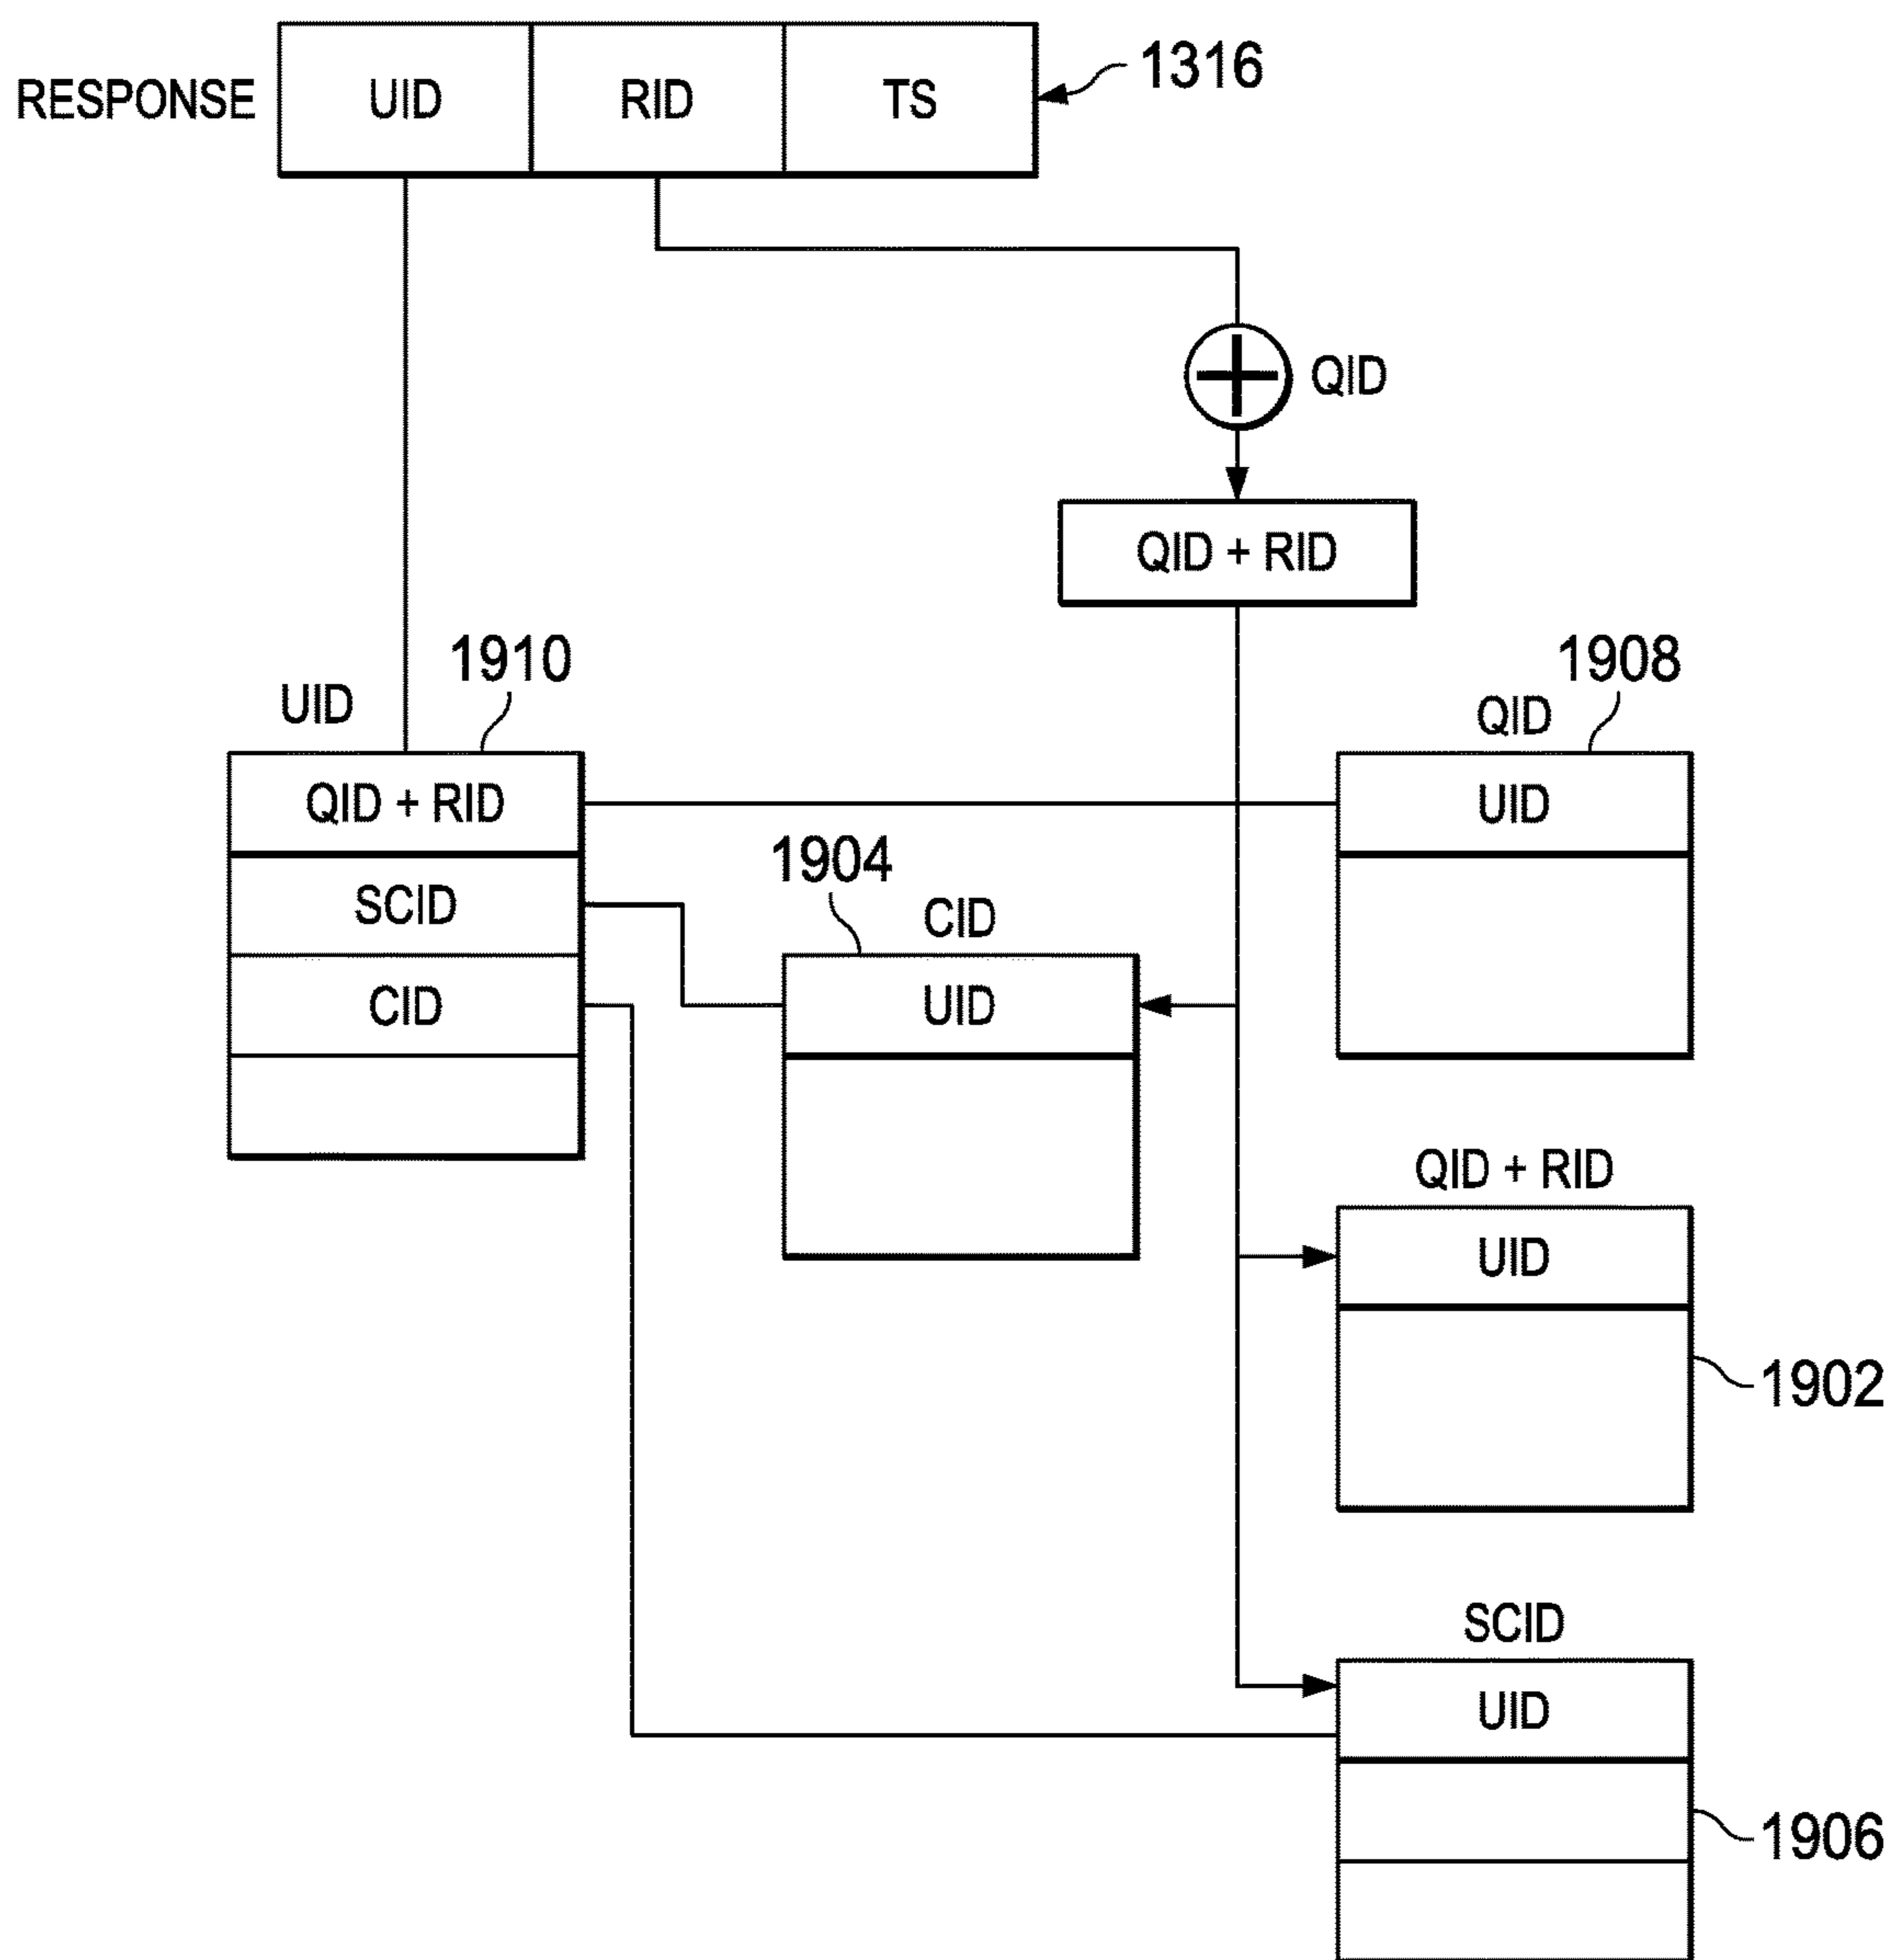 RESPONSE UID RID TS 1316
QID
QID + RID
1910
1908
UID
QID
QID + RID
UID
1904
SCID
CID
CID
UID
QID + RID
UID
1902
SCID
UID
1906